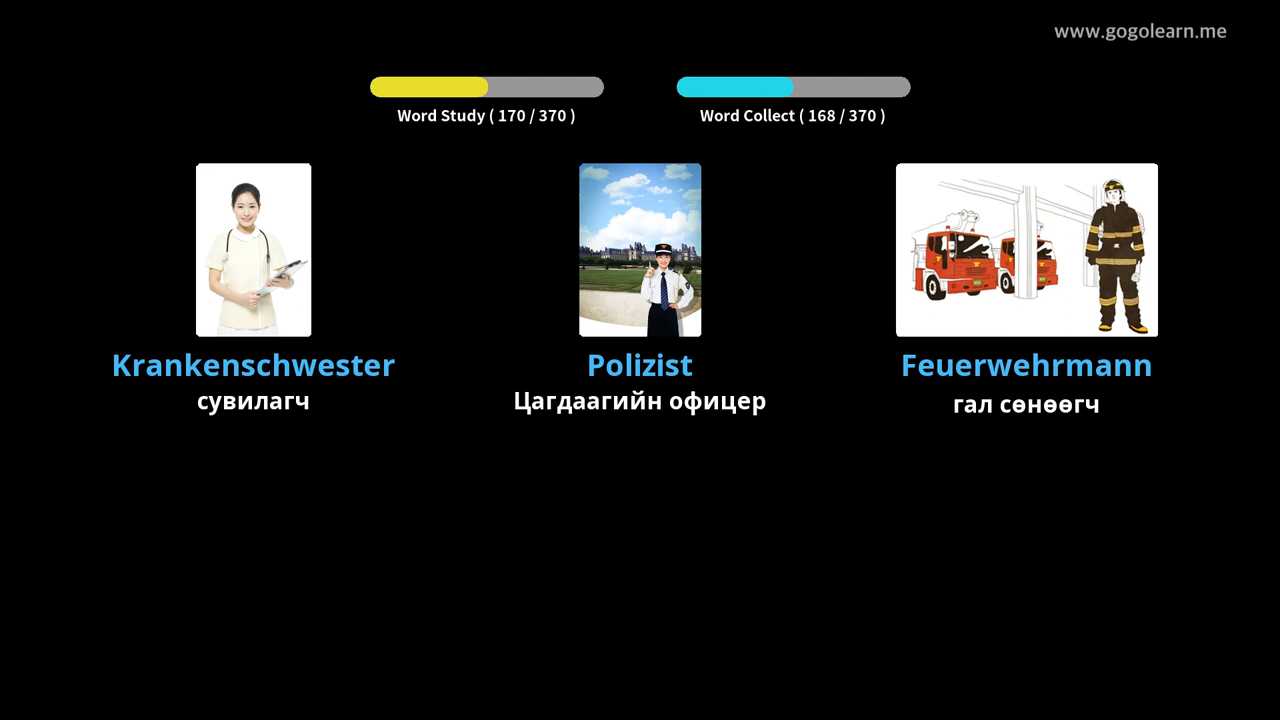 www.gogolearn.me
Word Study ( 170 / 370 )
Word Collect ( 168 / 370 )
Krankenschwester
сувилагч
Polizist
Цагдаагийн офицер
Feuerwehrmann
гал сөнөөгч